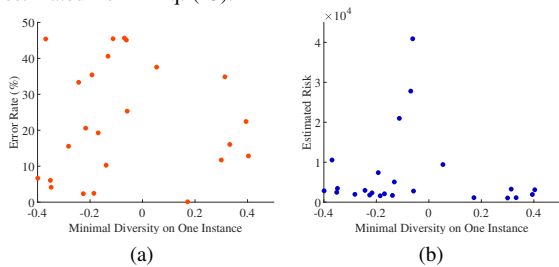 50
40
30
20
10
0
Error Rate (%)
-0.4 -0.2 0 0.2 0.4
Minimal Diversity on One Instance
(a)
×10⁴
4
3
2
1
0
Estimated Risk
-0.4 -0.2 0 0.2 0.4
Minimal Diversity on One Instance
(b)